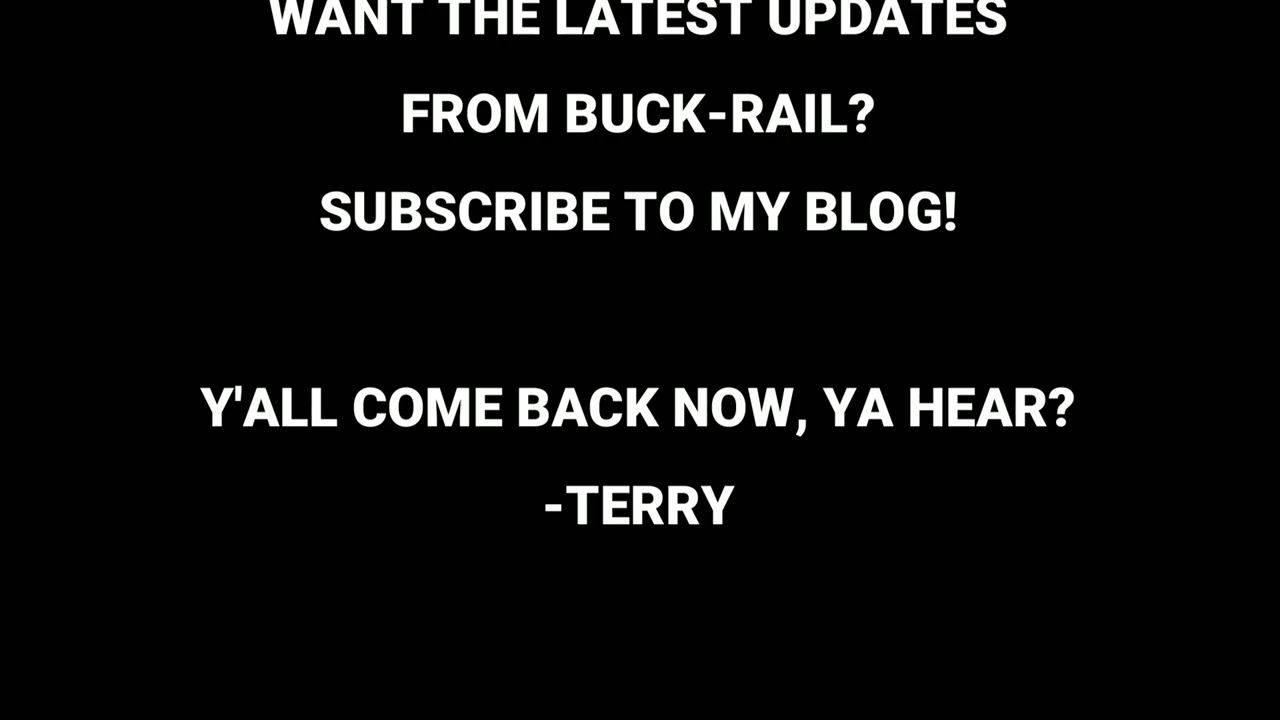 WANT THE LATEST UPDATES
FROM BUCK-RAIL?
SUBSCRIBE TO MY BLOG!
Y'ALL COME BACK NOW, YA HEAR?
-TERRY